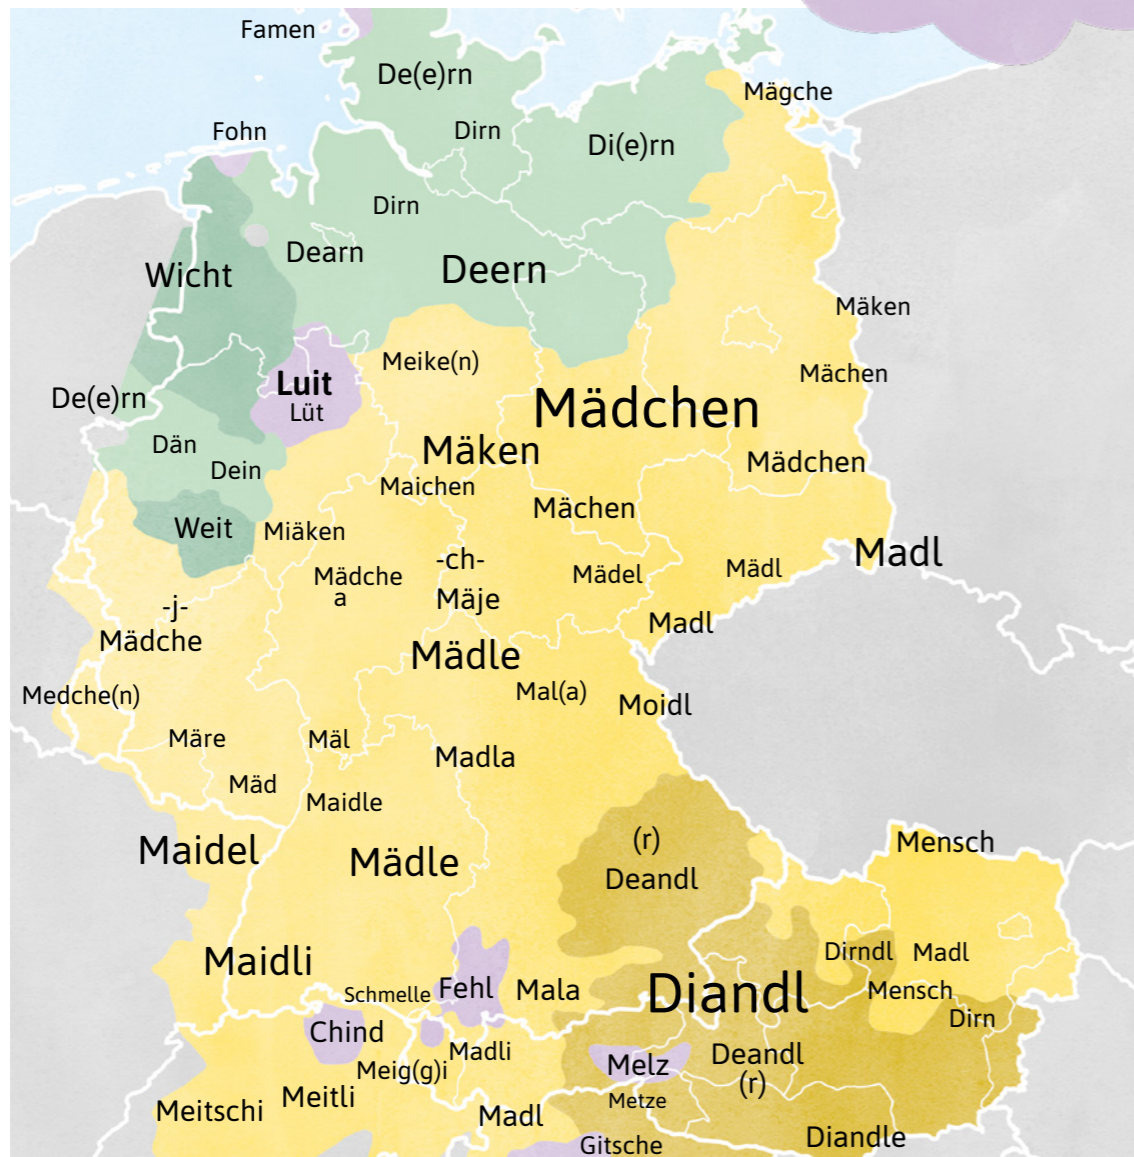 Famen
De(e)rn
Mägche
Fohn
Dirn
Di(e)rn
Dirn
Dearn
Deern
Wicht
Mäken
Meike(n)
Mächen
Luit
Lüt
De(e)rn
Mädchen
Dän
Mäken
Dein
Mädchen
Maichen
Mächen
Weit
Miäken
Madl
-ch-
Mädche
a
Mädel
Mädl
-j-
Mäje
Mädche
Madl
Mädle
Medche(n)
Mal(a)
Moidl
Märe
Mäl
Madla
Mäd
Maidle
(r)
Deandl
Mensch
Maidel
Mädle
Dirndl
Madl
Maidli
Schmelle
Fehl
Mala
Diandl
Mensch
Dirn
Chind
Madli
Deandl
(r)
Meig(g)i
Melz
Meitschi
Meitli
Metze
Madl
Gitsche
Diandle